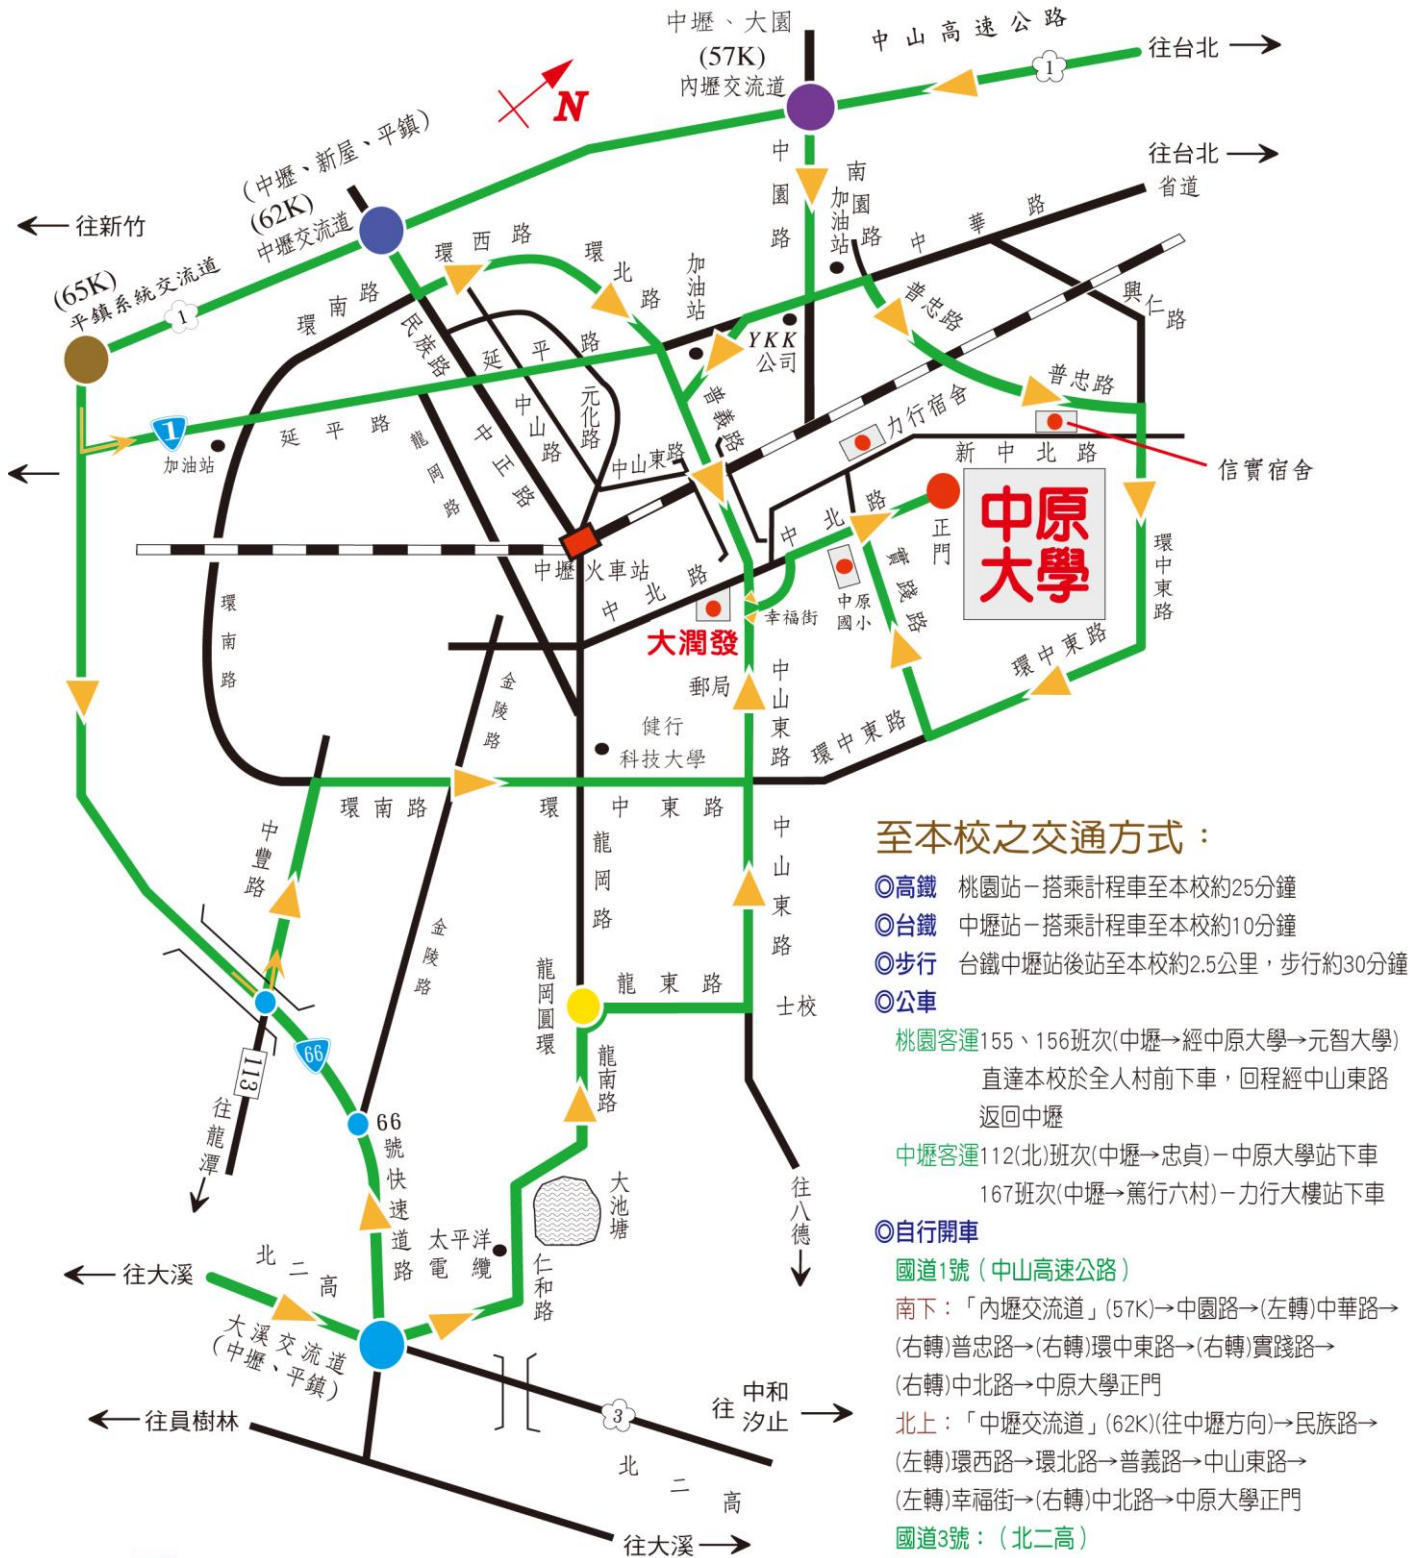 中壢、大園
(57K)
內壢交流道
中山高速公路
1
往台北
N
往台北
省道
(中壢、新屋、平鎮)
(62K)
中壢交流道
往新竹
(65K)
平鎮系統交流道
1
環西路
環北路
加油站
中園路
南園路
加油站
中華路
興仁路
環南路
民族路
延平路
YKK
公司
普忠路
普忠路
元化路
中山路
普義路
力行宿舍
1
延平路
加油站
龍岡路
中正路
中山東路
新中北路
信實宿舍
中原
大學
正門
中北路
中壢火車站
中北路
實踐路
中原
國小
環中東路
環南路
大潤發
幸福街
環中東路
金陵路
郵局
中山東路
健行
科技大學
環中東路
環南路
環中東路
中豐路
龍岡路
中山東路
金陵路
龍岡圓環
龍東路
士校
66
113
往龍潭
66號快速道路
龍南路
大池塘
往八德
太平洋
電纜
仁和路
北二高
往大溪
大溪交流道
(中壢、平鎮)
往員樹林
3
往中和
汐止
北二高
往大溪
至本校之交通方式：
◎高鐵 桃園站－搭乘計程車至本校約25分鐘
◎台鐵 中壢站－搭乘計程車至本校約10分鐘
◎步行 台鐵中壢站後站至本校約2.5公里，步行約30分鐘
◎公車
桃園客運155、156班次(中壢→經中原大學→元智大學)
直達本校於全人村前下車，回程經中山東路
返回中壢
中壢客運112(北)班次(中壢→忠貞)－中原大學站下車
167班次(中壢→篤行六村)－力行大樓站下車
◎自行開車
國道1號（中山高速公路）
南下：「內壢交流道」(57K)→中園路→(左轉)中華路→
(右轉)普忠路→(右轉)環中東路→(右轉)實踐路→
(右轉)中北路→中原大學正門
北上：「中壢交流道」(62K)(往中壢方向)→民族路→
(左轉)環西路→環北路→普義路→中山東路→
(左轉)幸福街→(右轉)中北路→中原大學正門
國道3號：（北二高）